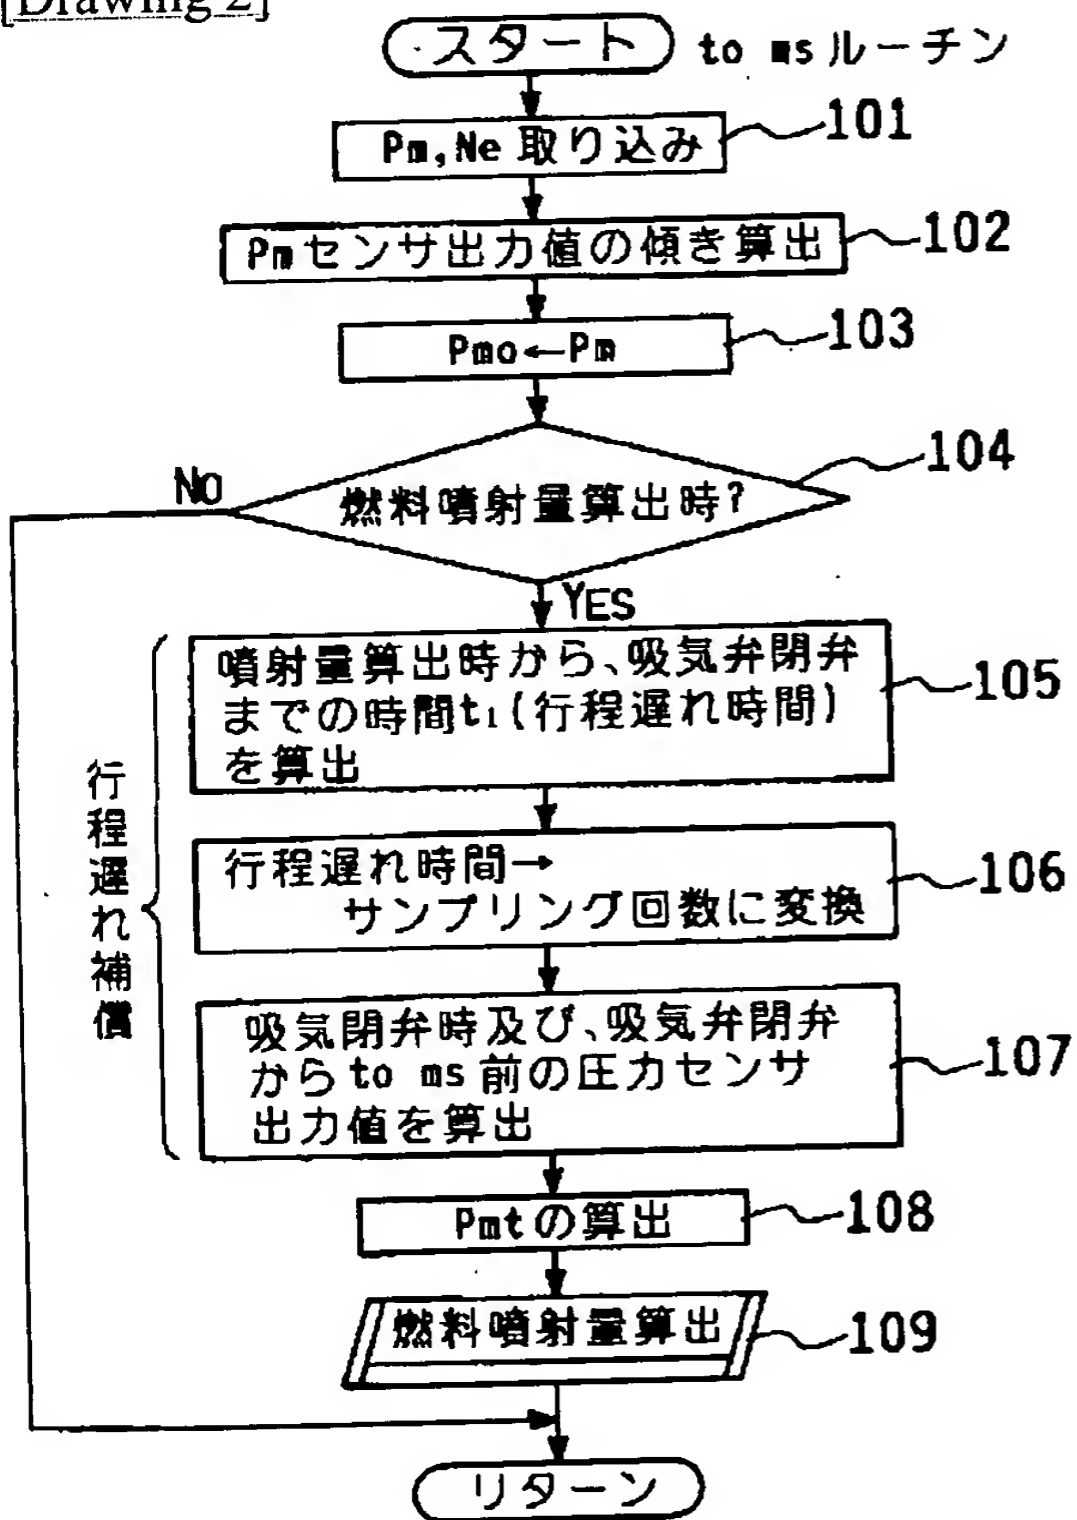 [Drawing 2]
スタート to ms ルーチン
Pm,Ne 取り込み 101
Pmセンサ出力値の傾き算出 102
Pmo←Pm 103
104
NO
燃料噴射量算出時?
YES
噴射量算出時から、吸気弁閉弁
までの時間t₁(行程遅れ時間)
を算出
105
行程遅れ補償
行程遅れ時間→
サンプリング回数に変換
106
吸気閉弁時及び、吸気弁閉弁
からto ms 前の圧力センサ
出力値を算出
107
Pmtの算出 108
燃料噴射量算出 109
リターン